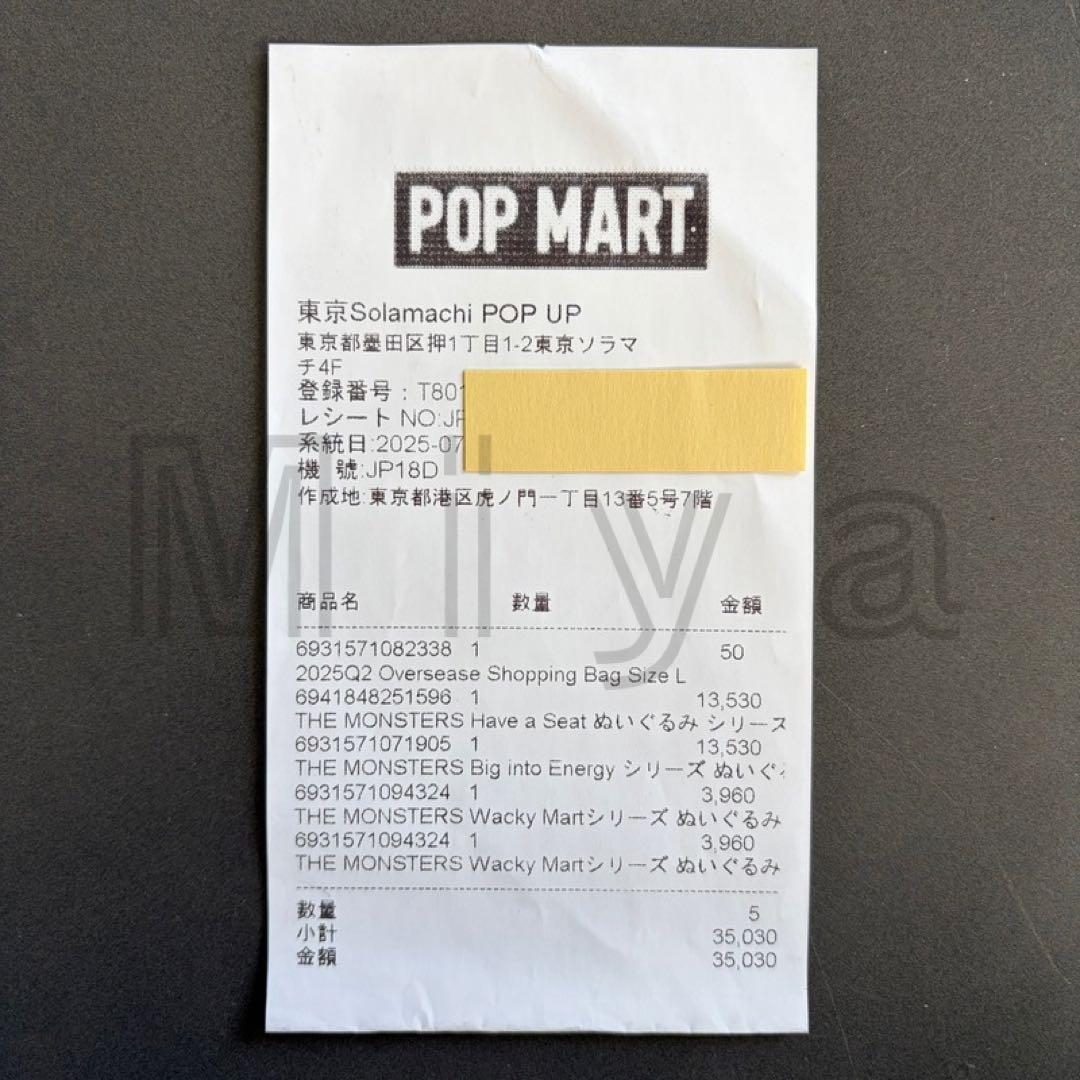 POP MART
東京Solamachi POP UP
東京都墨田区押1丁目1-2東京ソラマ
チ4F
登録番号：T801
レシート NO:JP
系統日:2025-07
機 號:JP18D
作成地:東京都港区虎ノ門一丁目13番5号7階
Miya
商品名 數量 金額
6931571082338 1 50
2025Q2 Oversease Shopping Bag Size L
6941848251596 1 13,530
THE MONSTERS Have a Seat ぬいぐるみ シリーズ
6931571071905 1 13,530
THE MONSTERS Big into Energy シリーズ ぬいぐ
6931571094324 1 3,960
THE MONSTERS Wacky Martシリーズ ぬいぐるみ
6931571094324 1 3,960
THE MONSTERS Wacky Martシリーズ ぬいぐるみ
數量 5
小計 35,030
金額 35,030